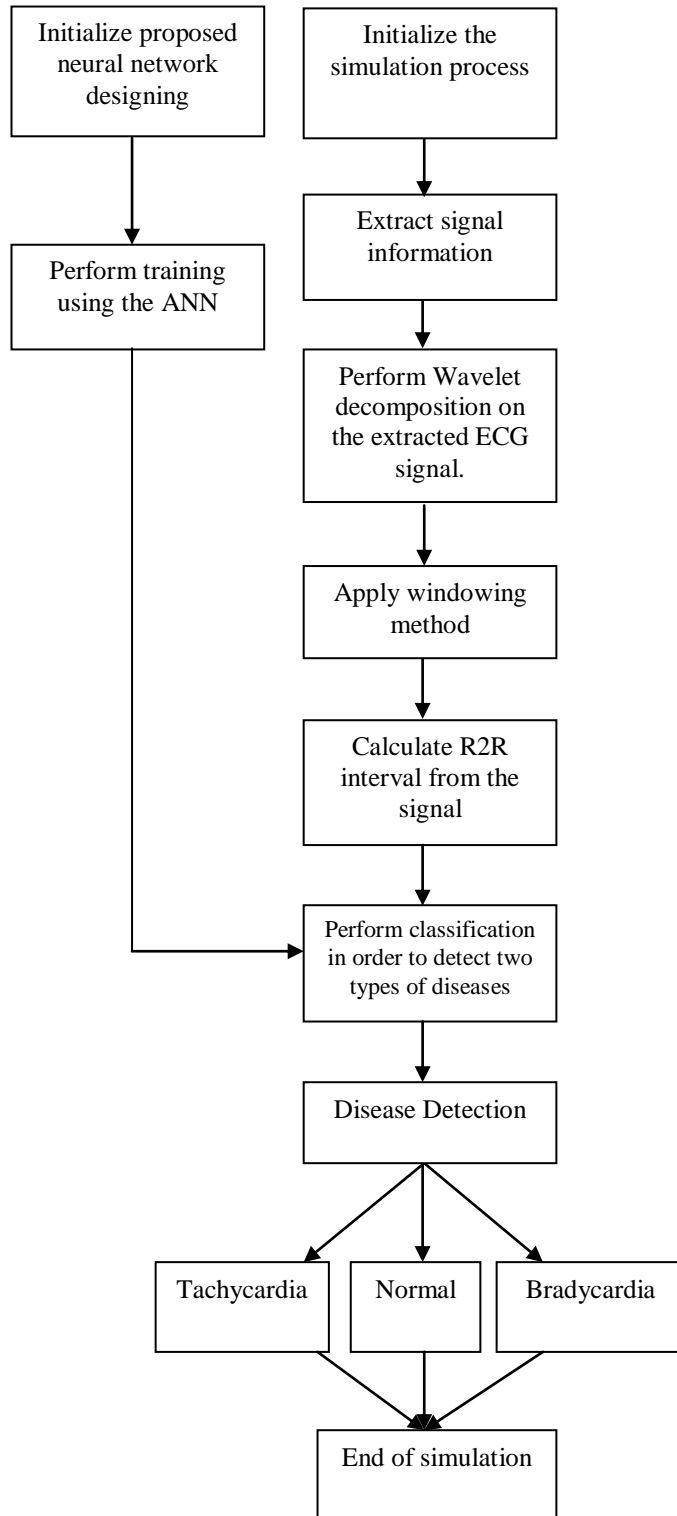 Initialize proposed
neural network
designing
Initialize the
simulation process
Extract signal
information
Perform training
using the ANN
Perform Wavelet
decomposition on
the extracted ECG
signal.
Apply windowing
method
Calculate R2R
interval from the
signal
Perform classification
in order to detect two
types of diseases
Disease Detection
Tachycardia
Normal
Bradycardia
End of simulation